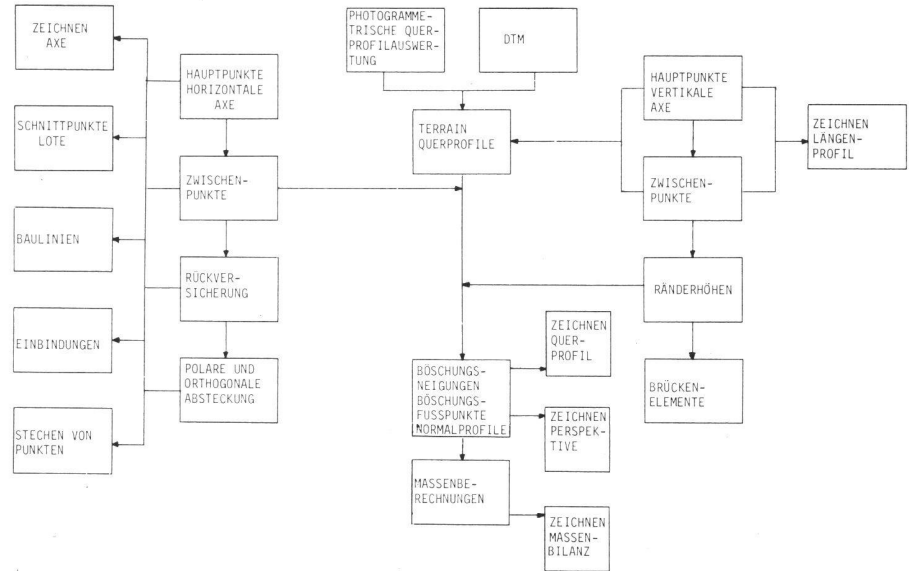 ZEICHNEN
AXE
SCHNITTPUNKTE
LOTE
BAULINIEN
EINBINDUNGEN
STECHEN VON
PUNKTEN
HAUPTPUNKTE
HORIZONTALE
AXE
ZWISCHEN-
PUNKTE
RÜCKVER-
SICHERUNG
POLARE UND
ORTHOGONALE
ABSTECKUNG
PHOTOGRAMME-
TRISCHE QUER-
PROFILAUSWER-
TUNG
DTM
TERRAIN
QUERPROFILE
BÖSCHUNGS-
NEIGUNGEN
BÖSCHUNGS-
FUSSPUNKTE
NORMALPROFILE
MASSENBE-
RECHNUNGEN
ZEICHNEN
QUER-
PROFIL
ZEICHNEN
PERSPEK-
TIVE
ZEICHNEN
MASSEN-
BILANZ
HAUPTPUNKTE
VERTIKALE
AXE
ZWISCHEN-
PUNKTE
RÄNDERHÖHEN
BRÜCKEN-
ELEMENTE
ZEICHNEN
LÄNGEN-
PROFIL